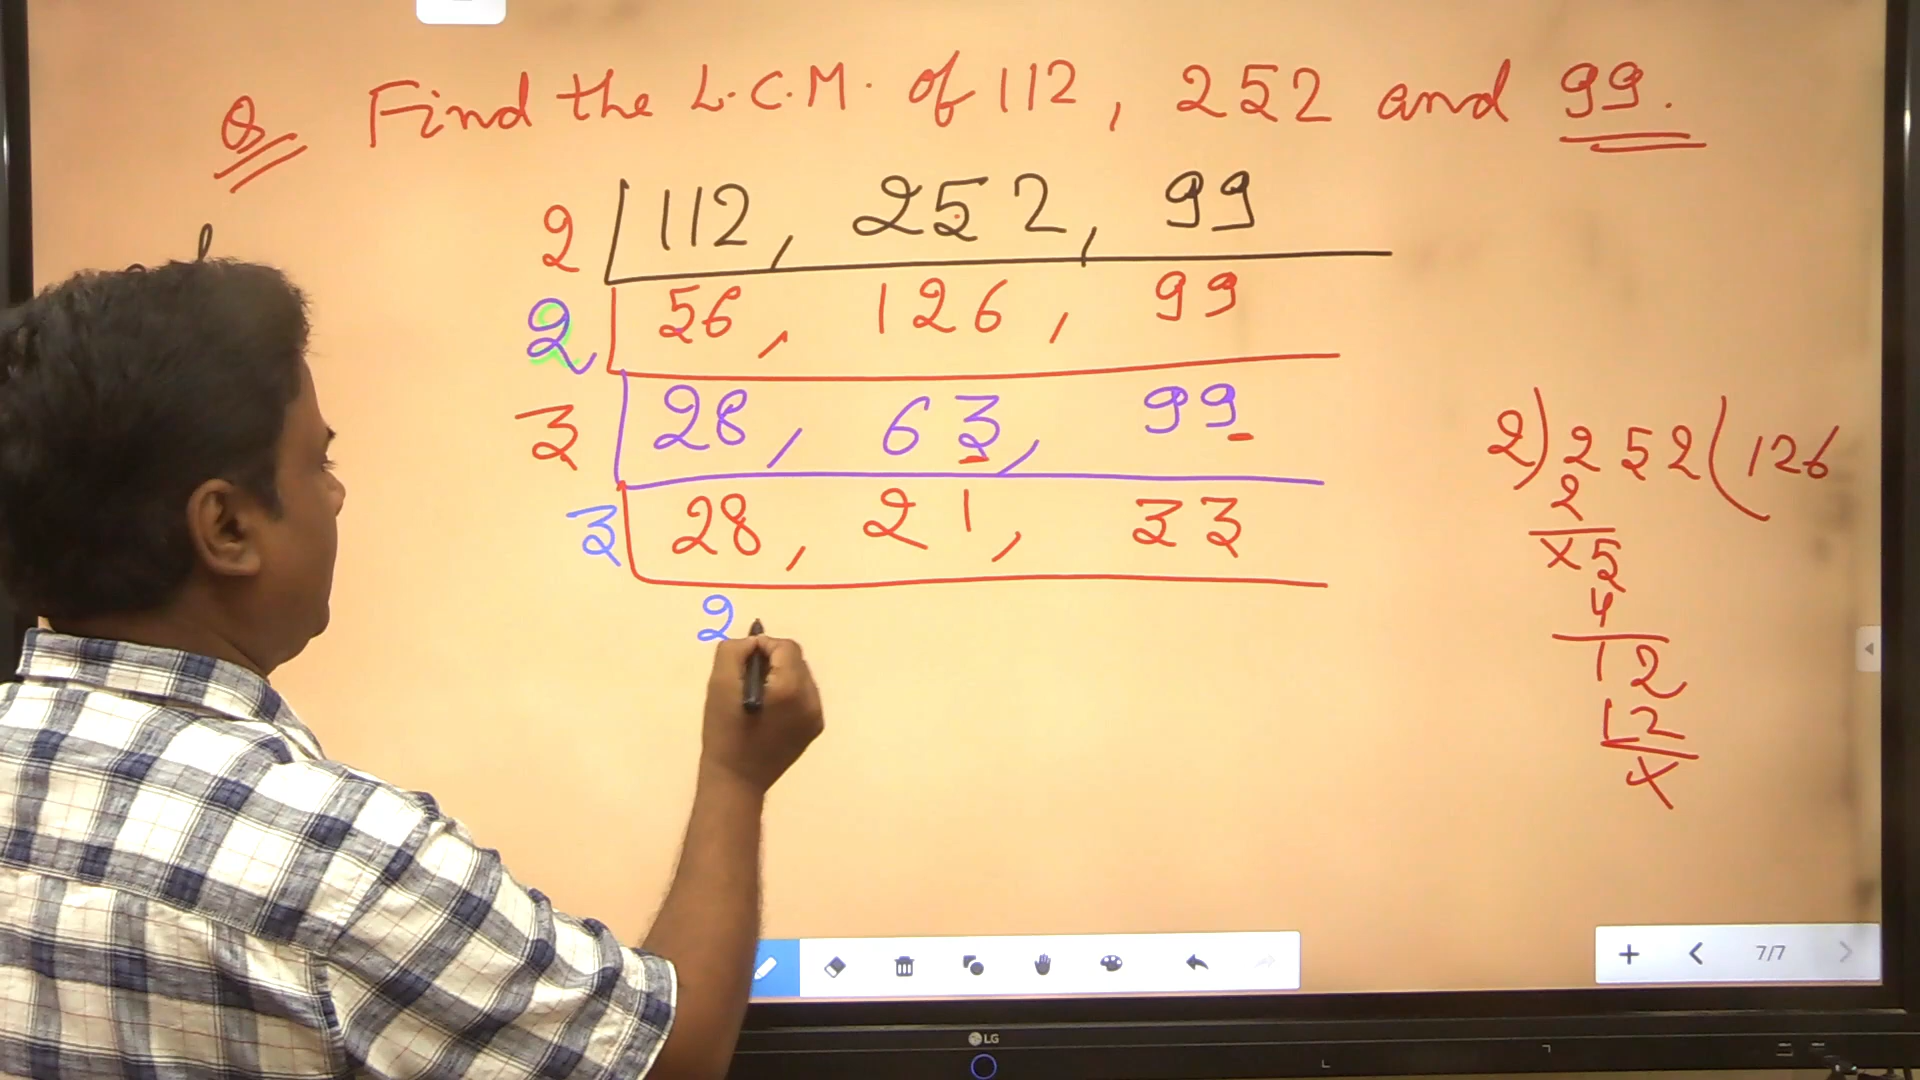 Q Find the L.C.M. of 112, 252 and 99.
2 112, 252, 99
2 56, 126, 99
3 28, 63, 99
3 28, 21, 33
2
2)252(126
2
x5
4
12
12
x
7/7
LG